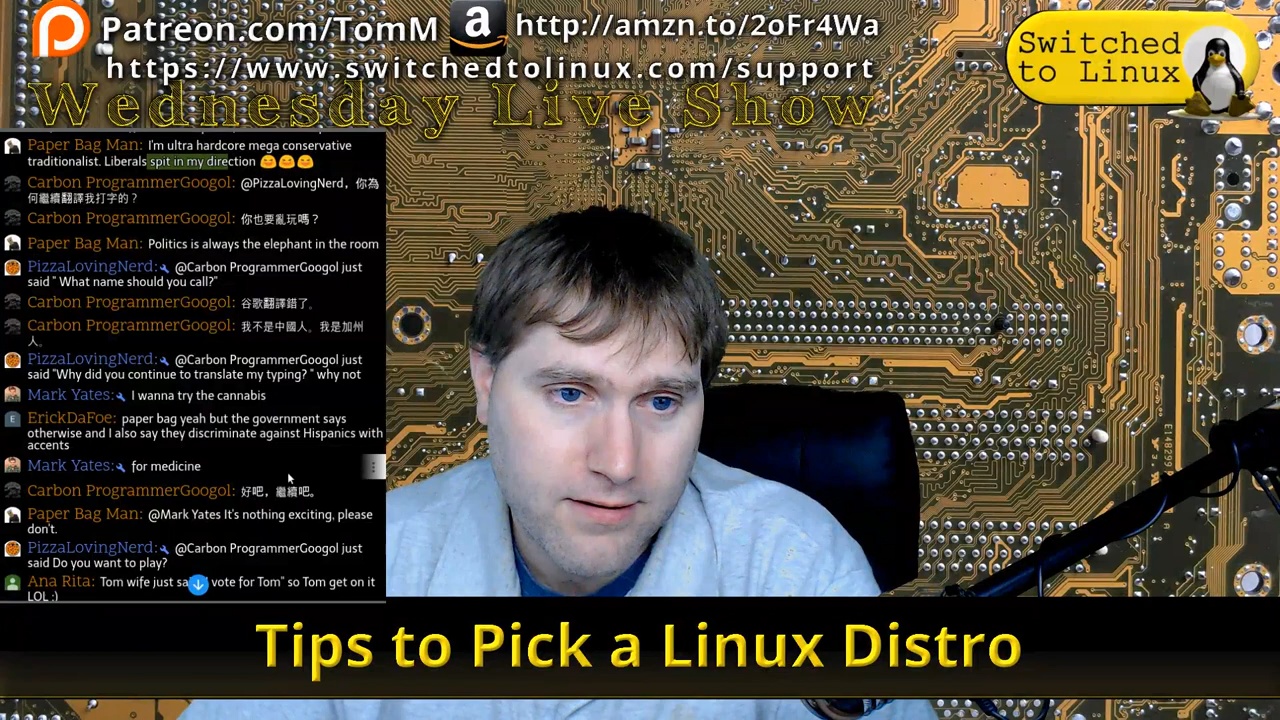 Patreon.com/TomM
http://amzn.to/2oFr4Wa
https://www.switchedtolinux.com/support
Switched
to Linux
Wednesday Live Show
Paper Bag Man: I'm ultra hardcore mega conservative
traditionalist. Liberals spit in my direction 😆😆😆
Carbon ProgrammerGoogol: @PizzaLovingNerd，你為
何繼續翻譯我打字的？
Carbon ProgrammerGoogol: 你也要亂玩嗎？
Paper Bag Man: Politics is always the elephant in the room
PizzaLovingNerd: @Carbon ProgrammerGoogol just
said " What name should you call?"
Carbon ProgrammerGoogol: 谷歌翻譯錯了。
Carbon ProgrammerGoogol: 我不是中國人。我是加州
人。
PizzaLovingNerd: @Carbon ProgrammerGoogol just
said "Why did you continue to translate my typing? " why not
Mark Yates: I wanna try the cannabis
E ErickDaFoe: paper bag yeah but the government says
otherwise and I also say they discriminate against Hispanics with
accents
Mark Yates: for medicine
Carbon ProgrammerGoogol: 好吧，繼續吧。
Paper Bag Man: @Mark Yates It's nothing exciting, please
don't.
PizzaLovingNerd: @Carbon ProgrammerGoogol just
said Do you want to play?
Ana Rita: Tom wife just vote for Tom" so Tom get on it
LOL :)
Tips to Pick a Linux Distro